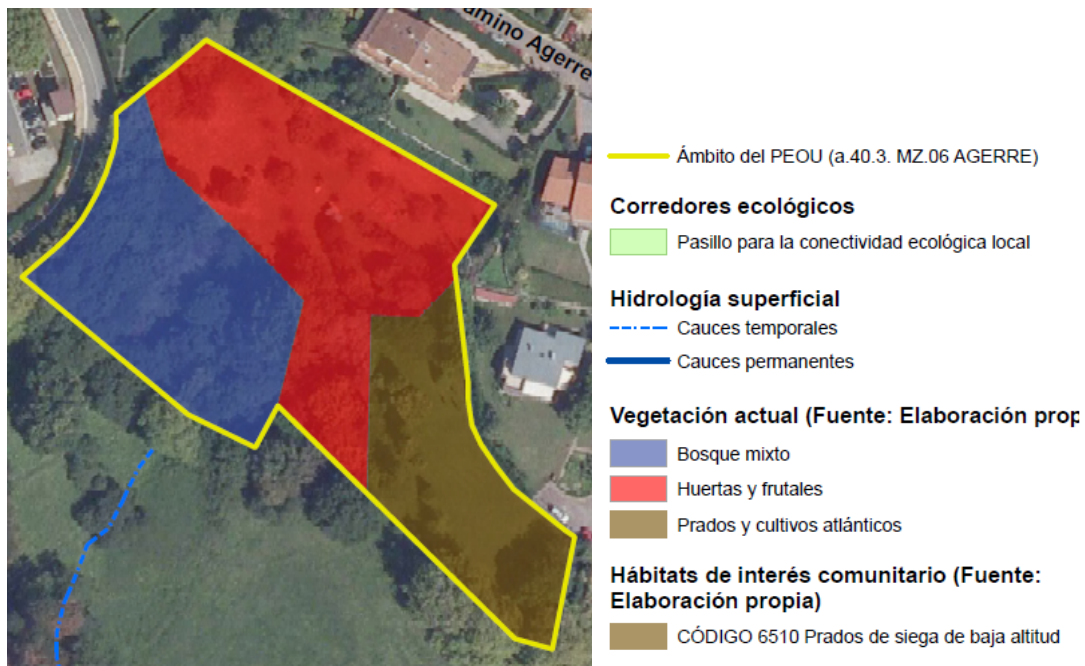 Camino Agerre
Ámbito del PEOU (a.40.3. MZ.06 AGERRE)
Corredores ecológicos
Pasillo para la conectividad ecológica local
Hidrología superficial
Cauces temporales
Cauces permanentes
Vegetación actual (Fuente: Elaboración prop
Bosque mixto
Huertas y frutales
Prados y cultivos atlánticos
Hábitats de interés comunitario (Fuente:
Elaboración propia)
CÓDIGO 6510 Prados de siega de baja altitud